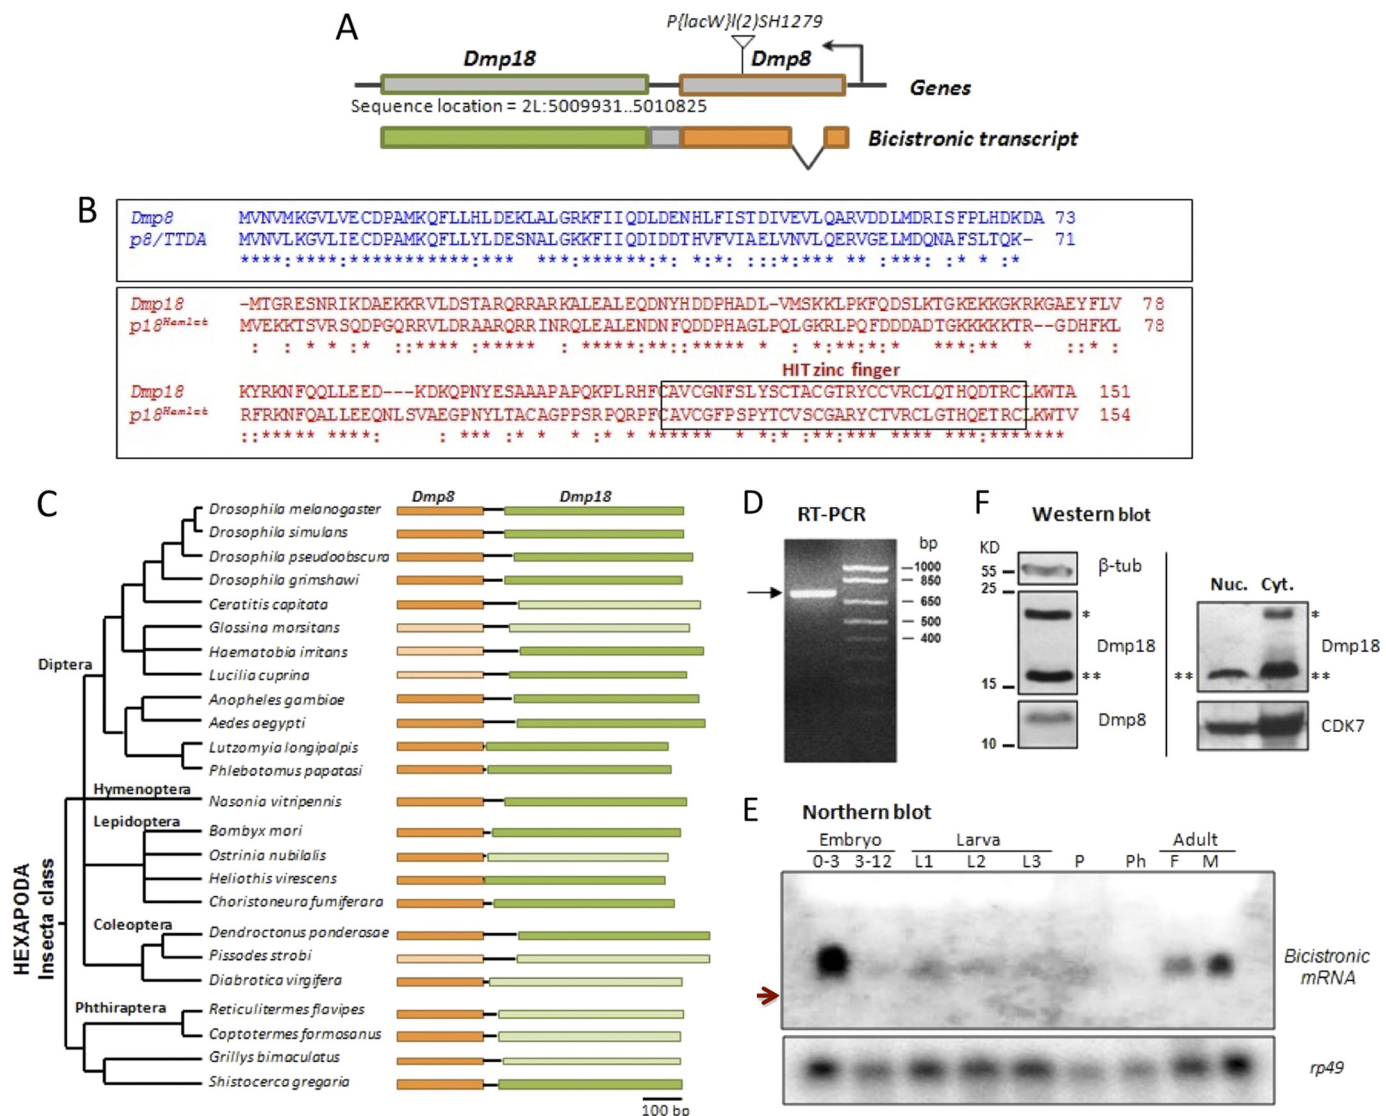 A
P{lacW}l(2)SH1279
Dmp18
Dmp8
Genes
Sequence location = 2L:5009931..5010825
Bicistronic transcript
B
Dmp8 MVNVMKGVLVECDPAMKQFLLHLDEKLALGRKFIIQDLDENHLFISTDIVEVLQARVDDLMDRISFPLHDKDA 73
p8/TTDA MVNVLKGVLIECDPAMKQFLLYLDESNALGKKFIIQDIDDTHVFVIAELVNVLQERVGELMDQNAFSLTQK- 71
Dmp18 -MTGRESNRIKDAEKKRVLDSTARQRRARKALEALEQDNYHDDPHADL-VMSKKLPKFQDSLKTGKEKKGKRKGAEYFLV 78
p18Hamlet MVEKKTSVRSQDPGQRRVLDRAARQRRINRQLEALENDNFQDDPHAGLPQLGKRLPQFDDDADTGKKKKKTR--GDHFKL 78
HIT zinc finger
Dmp18 KYRKNFQQLLEED---KDKQPNYESAAAPAPQKPLRHFCAVCGNFSLYSCTACGTRYCCVRCLQTHQDTRCLKWTA 151
p18Hamlet RFRKNFQALLEEQNLSVAEGPNYLTACAGPPSRPQRPFCAVCGFPSPYTCVSCGARYCTVRCLGTHQETRCLKWTV 154
C
Dmp8
Dmp18
Drosophila melanogaster
Drosophila simulans
Drosophila pseudoobscura
Drosophila grimshawi
Ceratitis capitata
Glossina morsitans
Haematobia irritans
Lucilia cuprina
Diptera
Anopheles gambiae
Aedes aegypti
Lutzomyia longipalpis
Phlebotomus papatasi
Hymenoptera
Nasonia vitripennis
Lepidoptera
Bombyx mori
Ostrinia nubilalis
Heliothis virescens
Choristoneura fumiferara
Coleoptera
Dendroctonus ponderosae
Pissodes strobi
Diabrotica virgifera
Phthiraptera
Reticulitermes flavipes
Coptotermes formosanus
Grillys bimaculatus
Shistocerca gregaria
HEXAPODA
Insecta class
100 bp
D
RT-PCR
bp
1000
850
650
500
400
F
Western blot
KD
55
25
15
10
β-tub
*
Dmp18
**
Dmp8
Nuc. Cyt.
*
Dmp18
** **
CDK7
E
Northern blot
Embryo Larva Adult
0-3 3-12 L1 L2 L3 P Ph F M
Bicistronic
mRNA
rp49